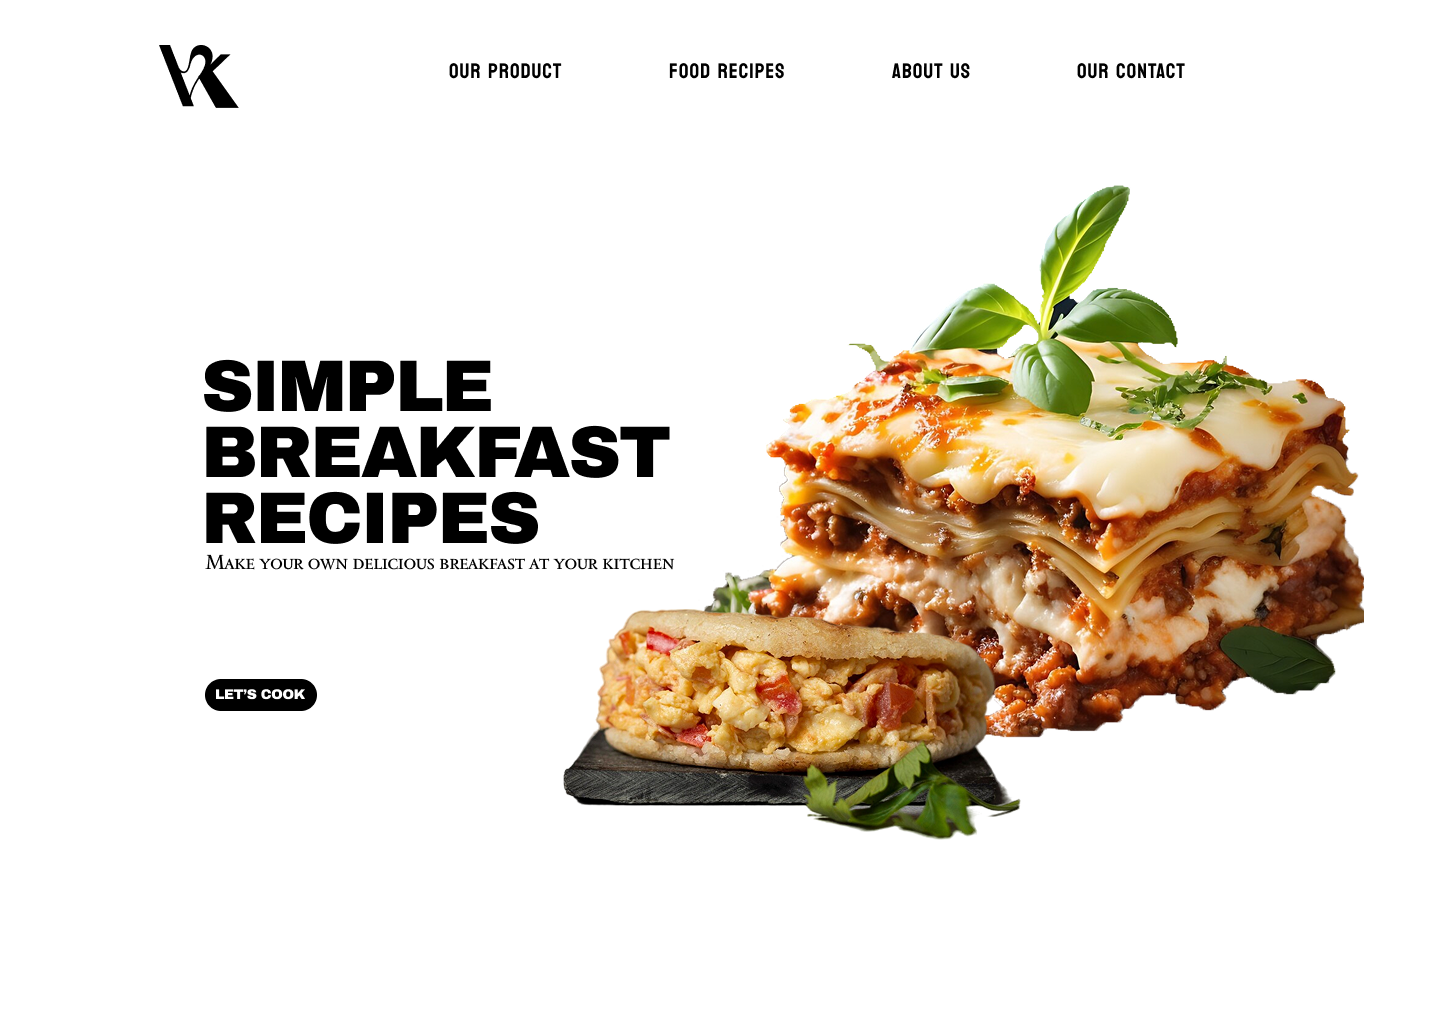 VK
OUR PRODUCT
FOOD RECIPES
ABOUT US
OUR CONTACT
SIMPLE
BREAKFAST
RECIPES
Make your own delicious breakfast at your kitchen
LET'S COOK